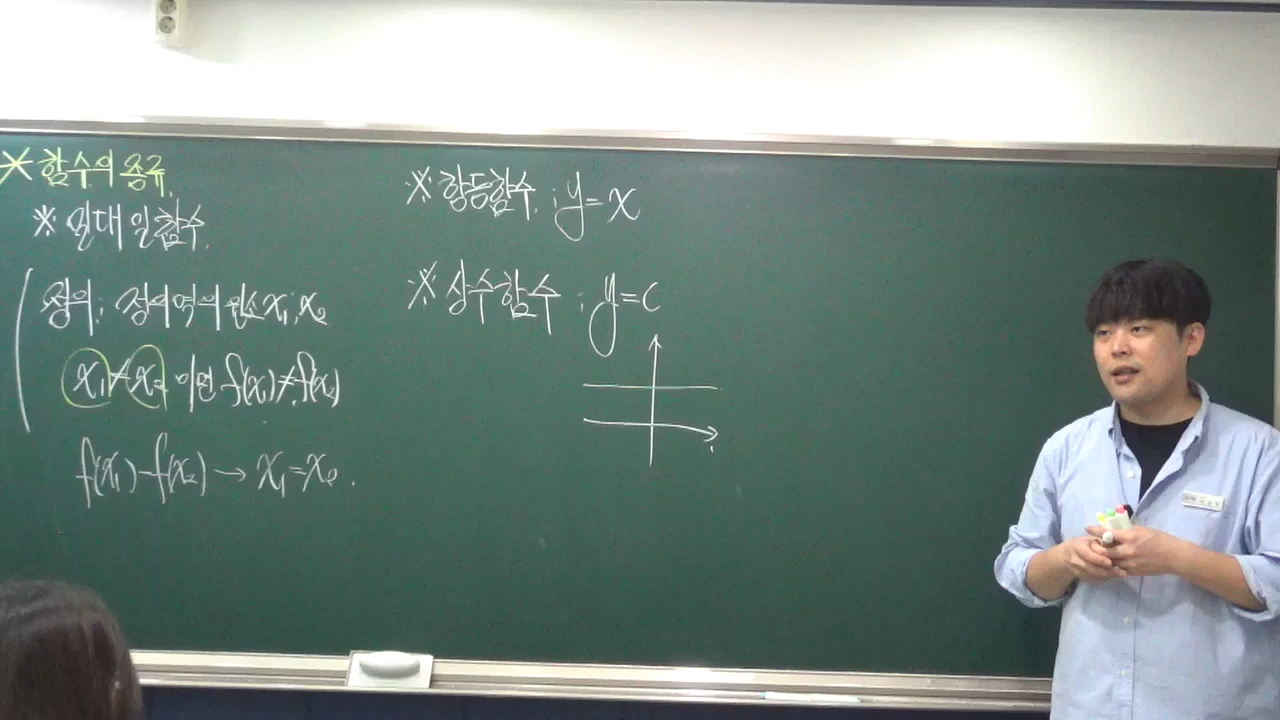 * 함수의 종류.
※ 일대일함수.
정의; 정의역의 원소 x₁, x₂
x₁≠x₂ 이면 f(x₁)≠f(x₂)
f(x₁)=f(x₂) → x₁=x₂.
※ 항등함수. ; y=x
※ 상수함수 ; y=c